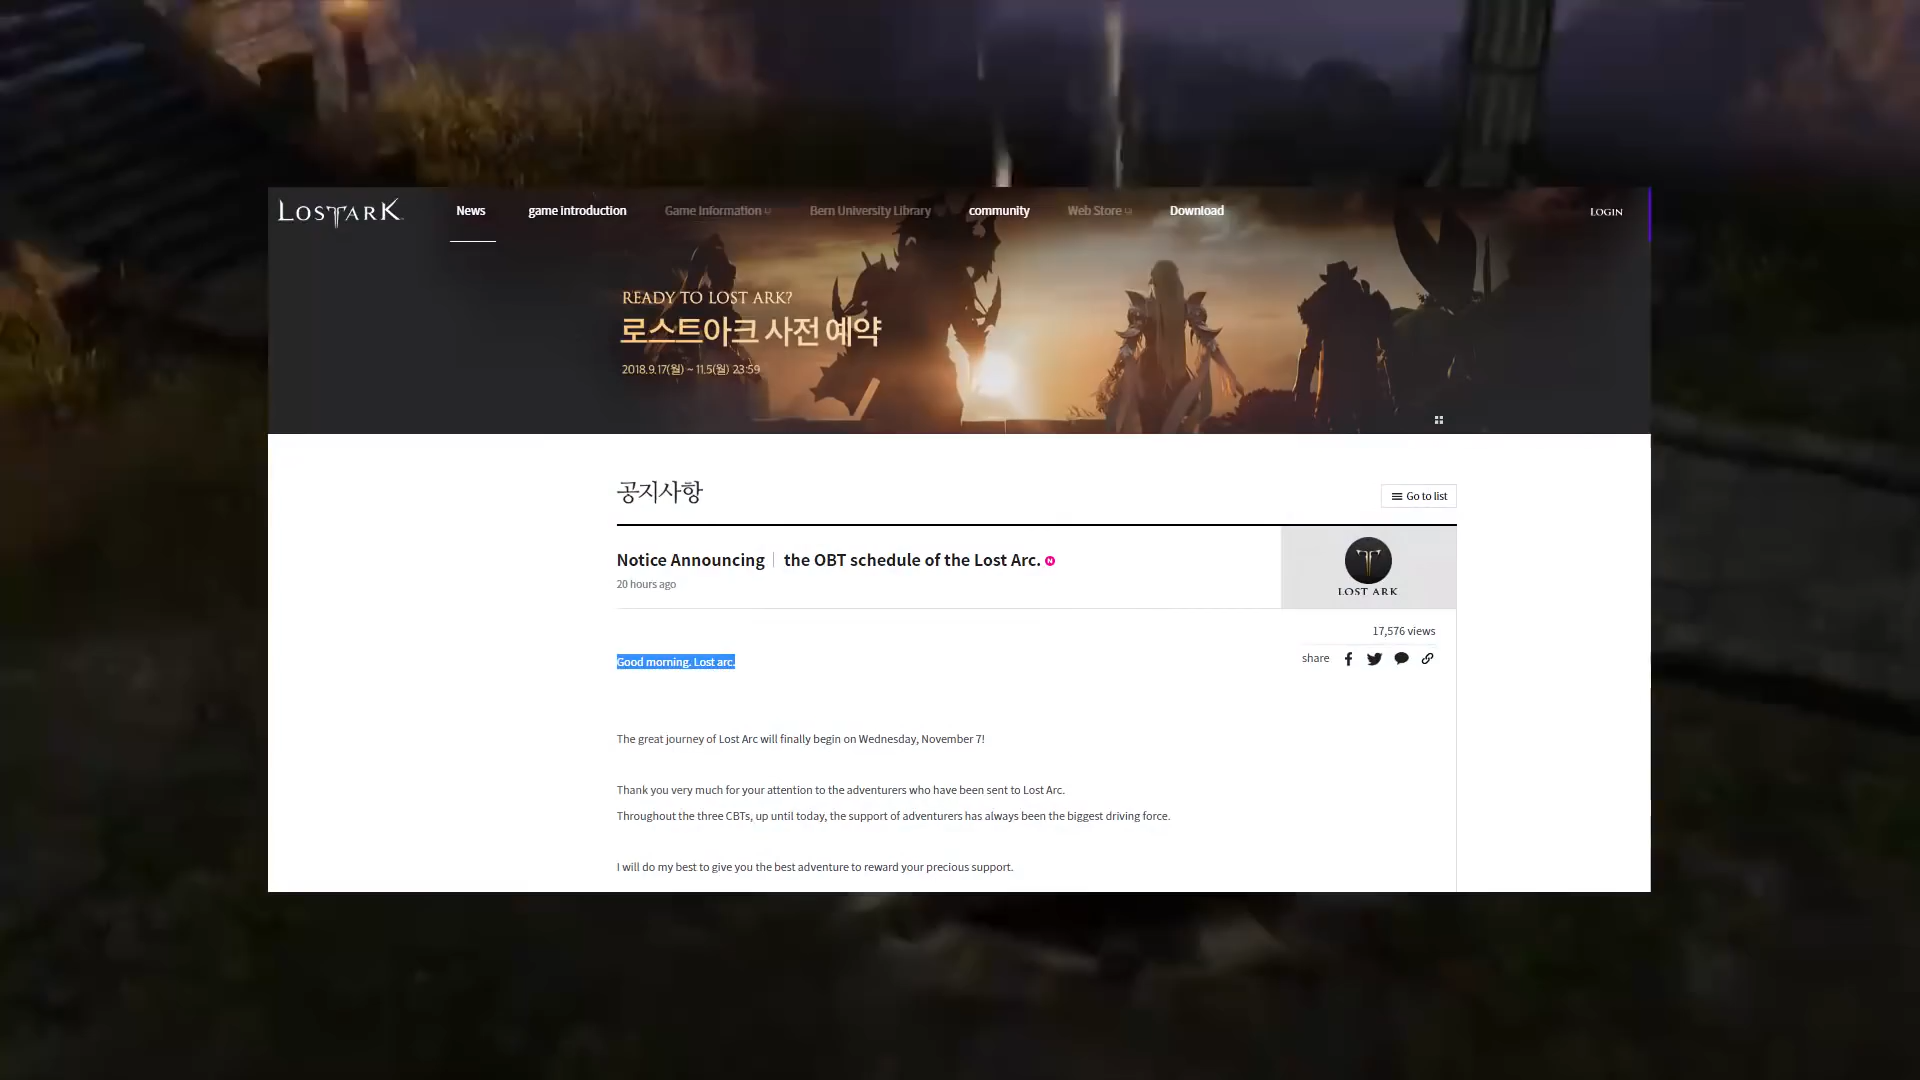 LOST ARK
News
game introduction
Game Information
Bern University Library
community
Web Store
Download
LOGIN
READY TO LOST ARK?
로스트아크 사전 예약
2018.9.17(월) ~ 11.5(월) 23:59
공지사항
Go to list
Notice Announcing the OBT schedule of the Lost Arc. N
20 hours ago
LOST ARK
17,576 views
share
Good morning. Lost arc.
The great journey of Lost Arc will finally begin on Wednesday, November 7!
Thank you very much for your attention to the adventurers who have been sent to Lost Arc.
Throughout the three CBTs, up until today, the support of adventurers has always been the biggest driving force.
I will do my best to give you the best adventure to reward your precious support.